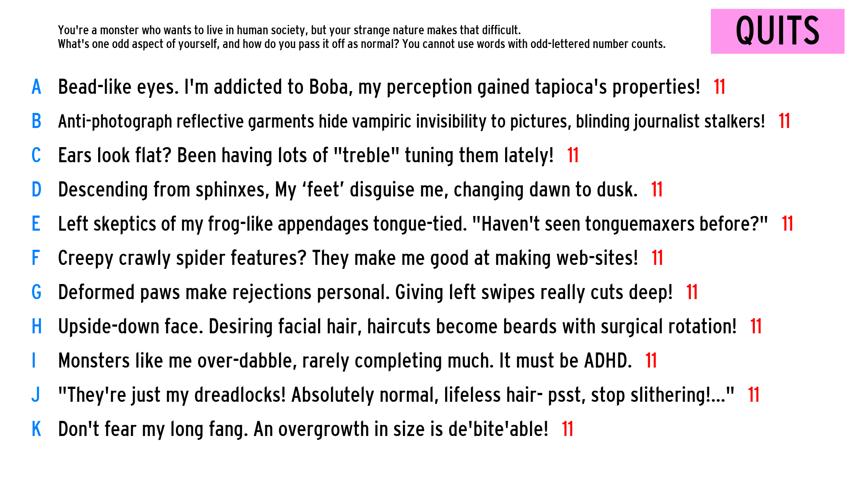 You're a monster who wants to live in human society, but your strange nature makes that difficult.
What's one odd aspect of yourself, and how do you pass it off as normal? You cannot use words with odd-lettered number counts.
QUITS
A Bead-like eyes. I'm addicted to Boba, my perception gained tapioca's properties! 11
B Anti-photograph reflective garments hide vampiric invisibility to pictures, blinding journalist stalkers! 11
C Ears look flat? Been having lots of "treble" tuning them lately! 11
D Descending from sphinxes, My ‘feet’ disguise me, changing dawn to dusk. 11
E Left skeptics of my frog-like appendages tongue-tied. "Haven't seen tonguemaxers before?" 11
F Creepy crawly spider features? They make me good at making web-sites! 11
G Deformed paws make rejections personal. Giving left swipes really cuts deep! 11
H Upside-down face. Desiring facial hair, haircuts become beards with surgical rotation! 11
I Monsters like me over-dabble, rarely completing much. It must be ADHD. 11
J "They're just my dreadlocks! Absolutely normal, lifeless hair- psst, stop slithering!..." 11
K Don't fear my long fang. An overgrowth in size is de'bite'able! 11